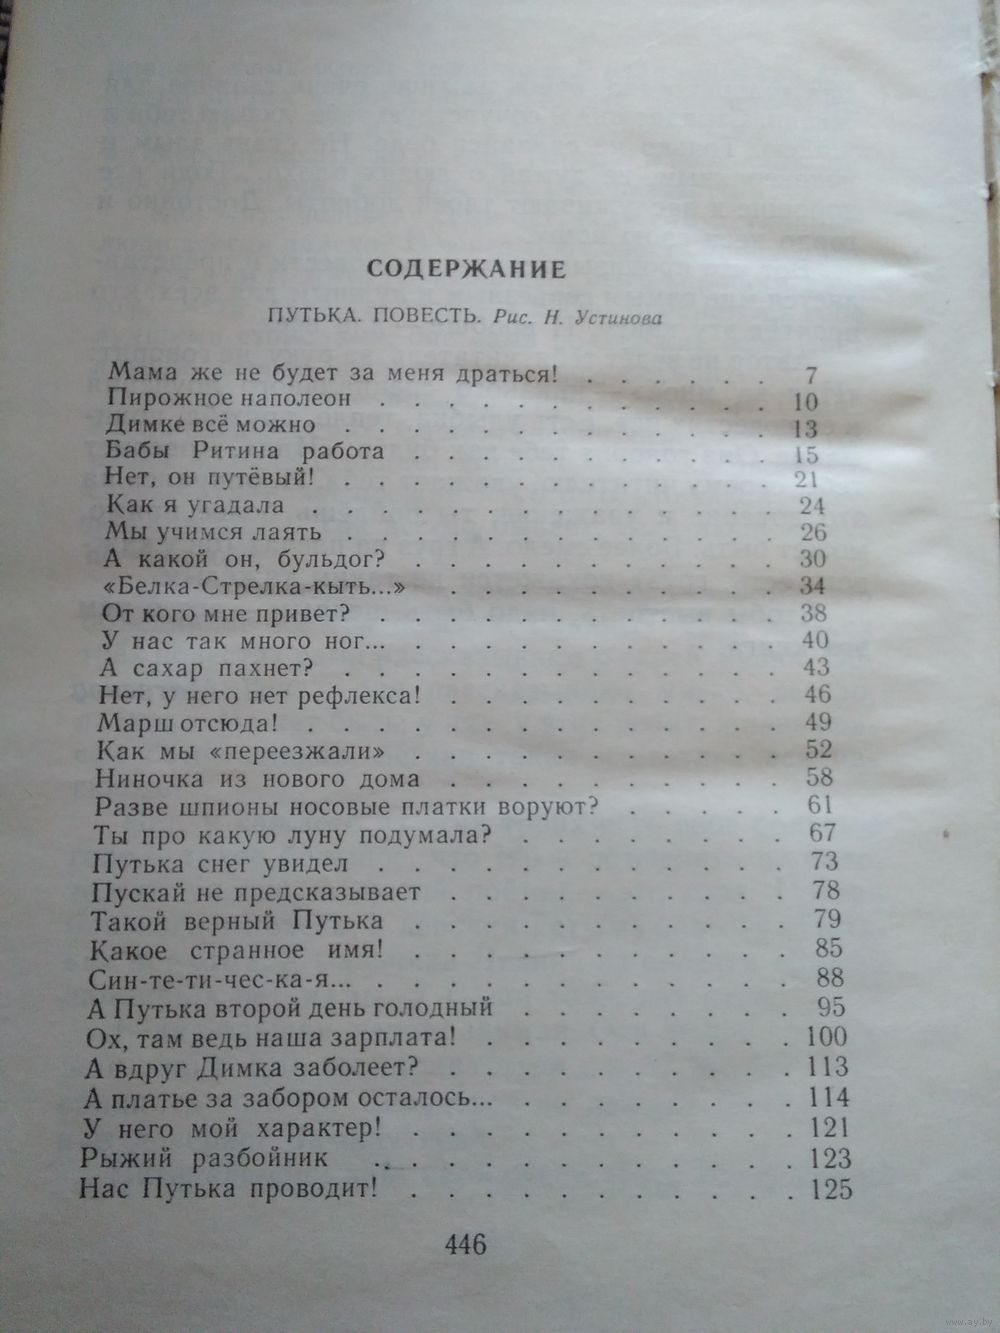 СОДЕРЖАНИЕ
ПУТЬКА. ПОВЕСТЬ. Рис. Н. Устинова
Мама же не будет за меня драться! . . . . . . 7
Пирожное наполеон . . . . . . . . . . . . 10
Димке всё можно . . . . . . . . . . . . . 13
Бабы Ритина работа . . . . . . . . . . . 15
Нет, он путёвый! . . . . . . . . . . . . . 21
Как я угадала . . . . . . . . . . . . . . 24
Мы учимся лаять . . . . . . . . . . . . . 26
А какой он, бульдог? . . . . . . . . . . . 30
«Белка-Стрелка-кыть...» . . . . . . . . . . 34
От кого мне привет? . . . . . . . . . . . . 38
У нас так много ног... . . . . . . . . . . . . 40
А сахар пахнет? . . . . . . . . . . . . . 43
Нет, у него нет рефлекса! . . . . . . . . . . 46
Марш отсюда! . . . . . . . . . . . . . . 49
Как мы «переезжали» . . . . . . . . . . . 52
Ниночка из нового дома . . . . . . . . . . 58
Разве шпионы носовые платки воруют? . . . . . 61
Ты про какую луну подумала? . . . . . . . . 67
Путька снег увидел . . . . . . . . . . . . 73
Пускай не предсказывает . . . . . . . . . . 78
Такой верный Путька . . . . . . . . . . . 79
Какое странное имя! . . . . . . . . . . . 85
Син-те-ти-чес-ка-я... . . . . . . . . . . . . . 88
А Путька второй день голодный . . . . . . . . 95
Ох, там ведь наша зарплата! . . . . . . . . . 100
А вдруг Димка заболеет? . . . . . . . . . . 113
А платье за забором осталось... . . . . . . . . . 114
У него мой характер! . . . . . . . . . . . 121
Рыжий разбойник . . . . . . . . . . . . 123
Нас Путька проводит! . . . . . . . . . . . 125
446
www.ay.by